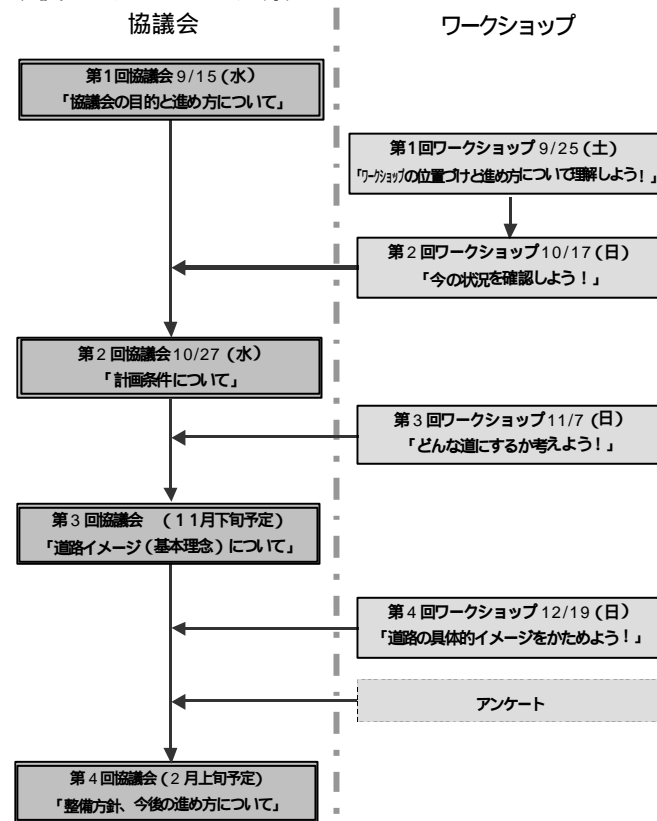 協議会
ワークショップ
第1回協議会 9/15(水)
「協議会の目的と進め方について」
第1回ワークショップ 9/25(土)
「ワークショップの位置づけと進め方について理解しよう!」
第2回ワークショップ 10/17(日)
「今の状況を確認しよう!」
第2回協議会10/27(水)
「計画条件について」
第3回ワークショップ 11/7(日)
「どんな道にするか考えよう!」
第3回協議会 (11月下旬予定)
「道路イメージ(基本理念)について」
第4回ワークショップ 12/19(日)
「道路の具体的イメージをかためよう!」
アンケート
第4回協議会(2月上旬予定)
「整備方針、今後の進め方について」